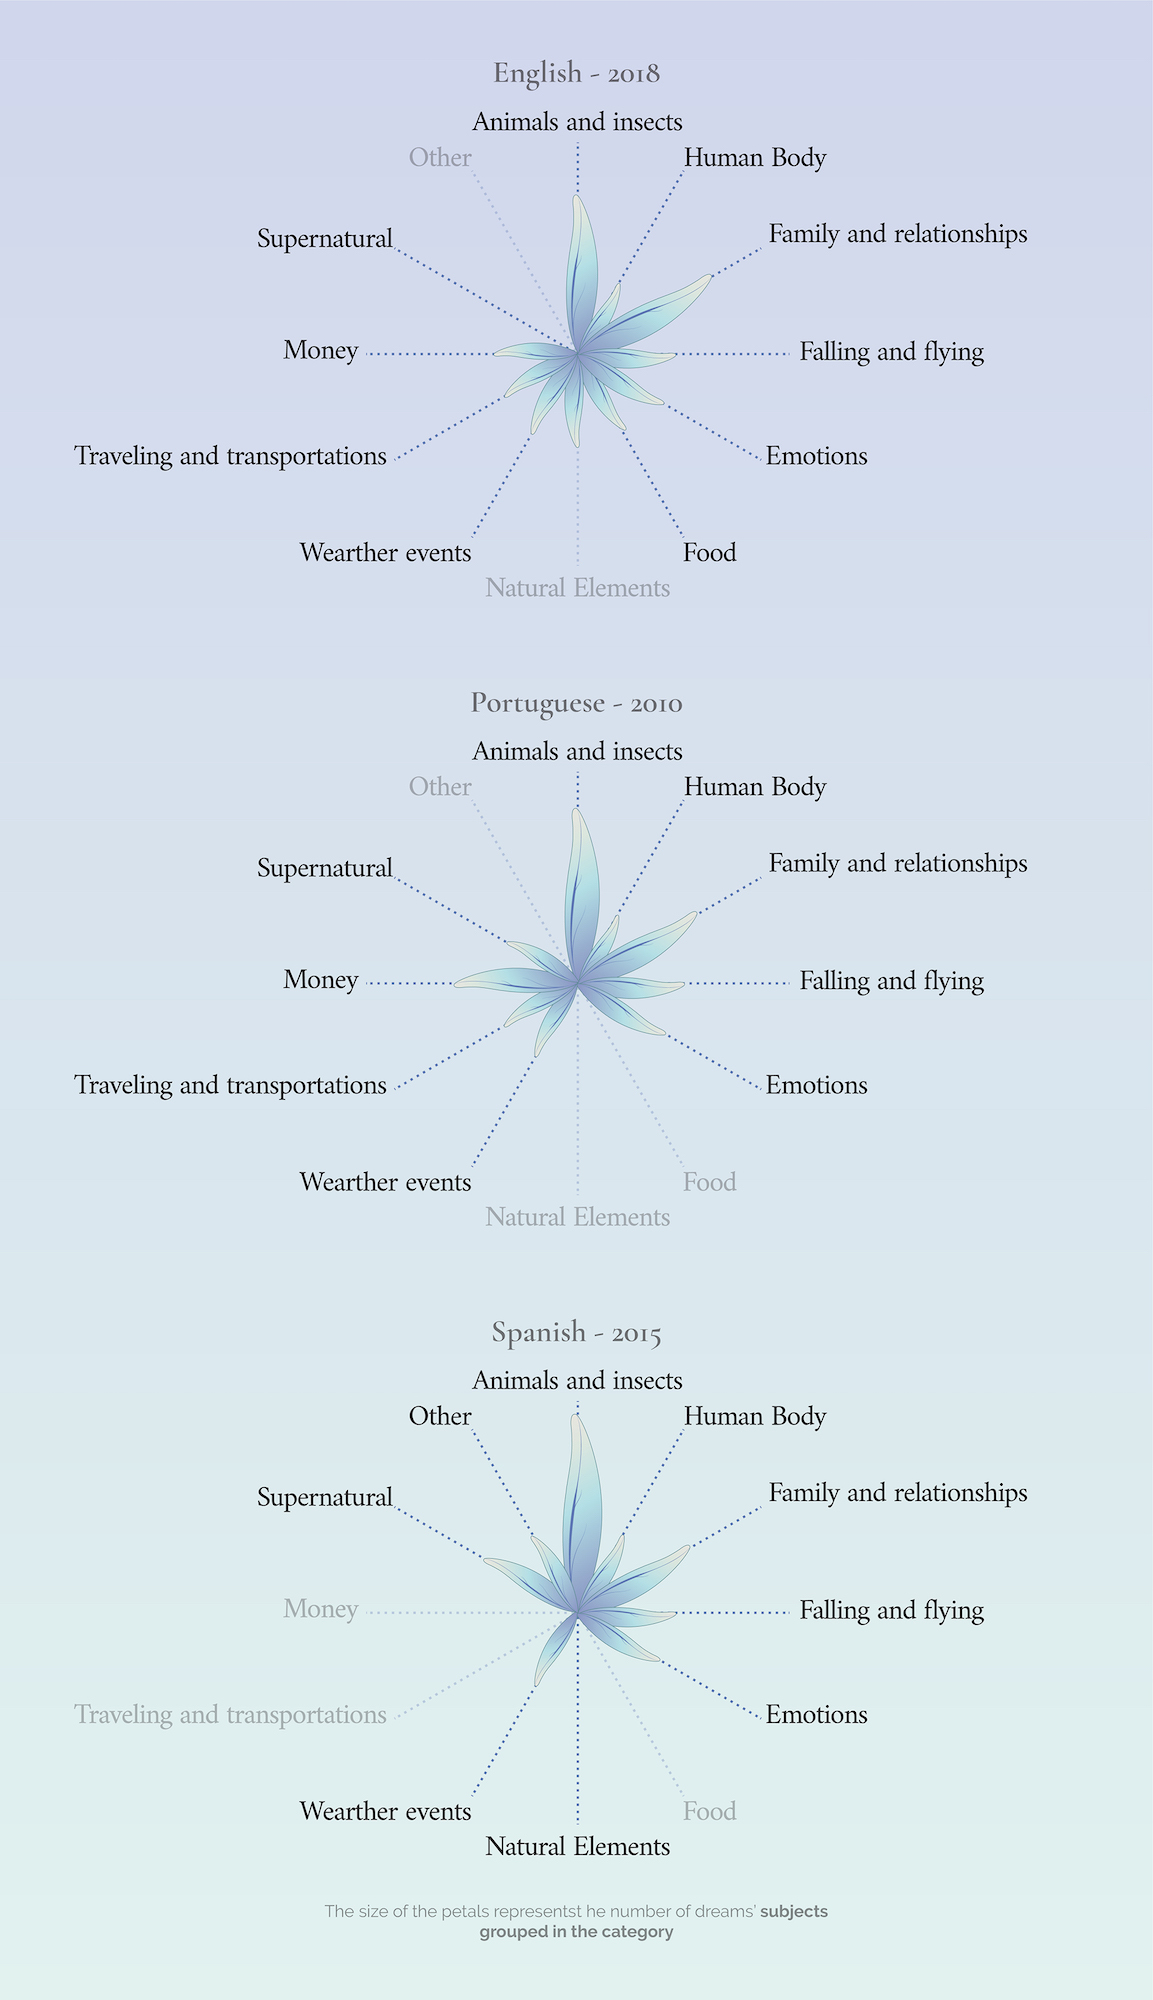 English - 2018
Animals and insects
Other
Human Body
Supernatural
Family and relationships
Money
Falling and flying
Traveling and transportations
Emotions
Wearther events
Food
Natural Elements
Portuguese - 2010
Animals and insects
Other
Human Body
Supernatural
Family and relationships
Money
Falling and flying
Traveling and transportations
Emotions
Wearther events
Food
Natural Elements
Spanish - 2015
Animals and insects
Other
Human Body
Supernatural
Family and relationships
Money
Falling and flying
Traveling and transportations
Emotions
Wearther events
Food
Natural Elements
The size of the petals representst he number of dreams' subjects
grouped in the category